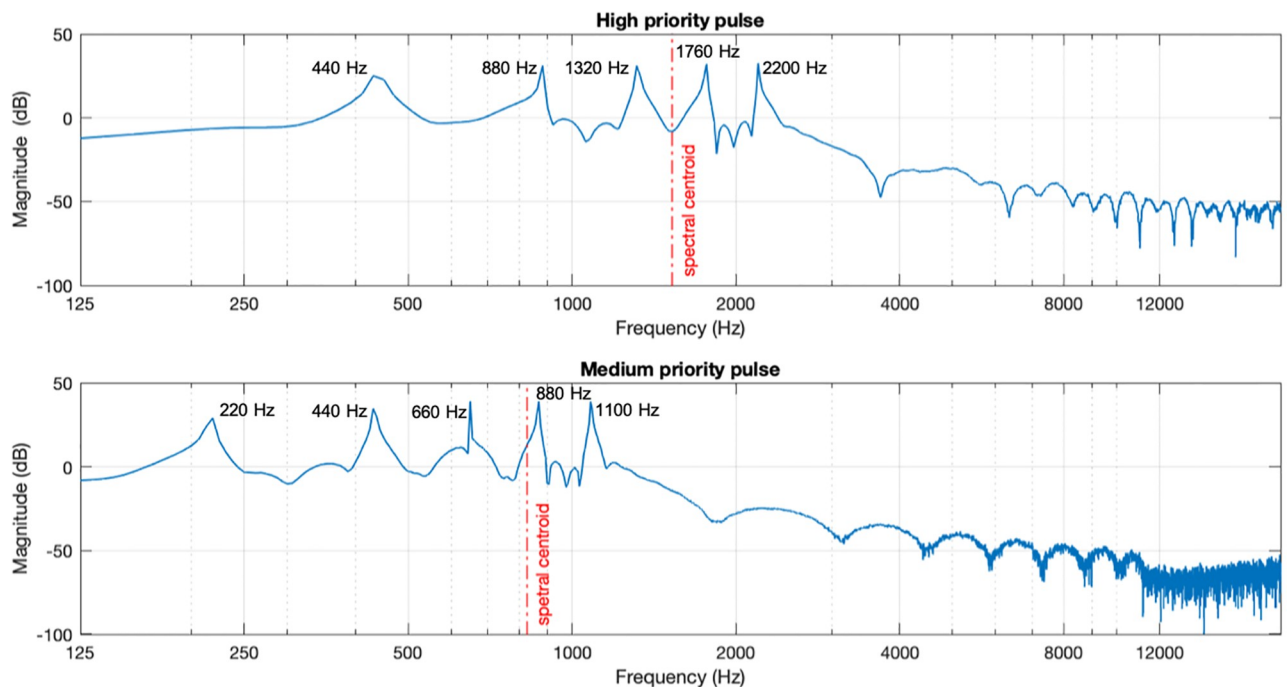 High priority pulse
50
0
-50
-100
Magnitude (dB)
440 Hz
880 Hz
1320 Hz
1760 Hz
2200 Hz
spectral centroid
125
250
500
1000
2000
4000
8000
12000
Frequency (Hz)
Medium priority pulse
50
0
-50
-100
Magnitude (dB)
220 Hz
440 Hz
660 Hz
880 Hz
1100 Hz
spetral centroid
125
250
500
1000
2000
4000
8000
12000
Frequency (Hz)